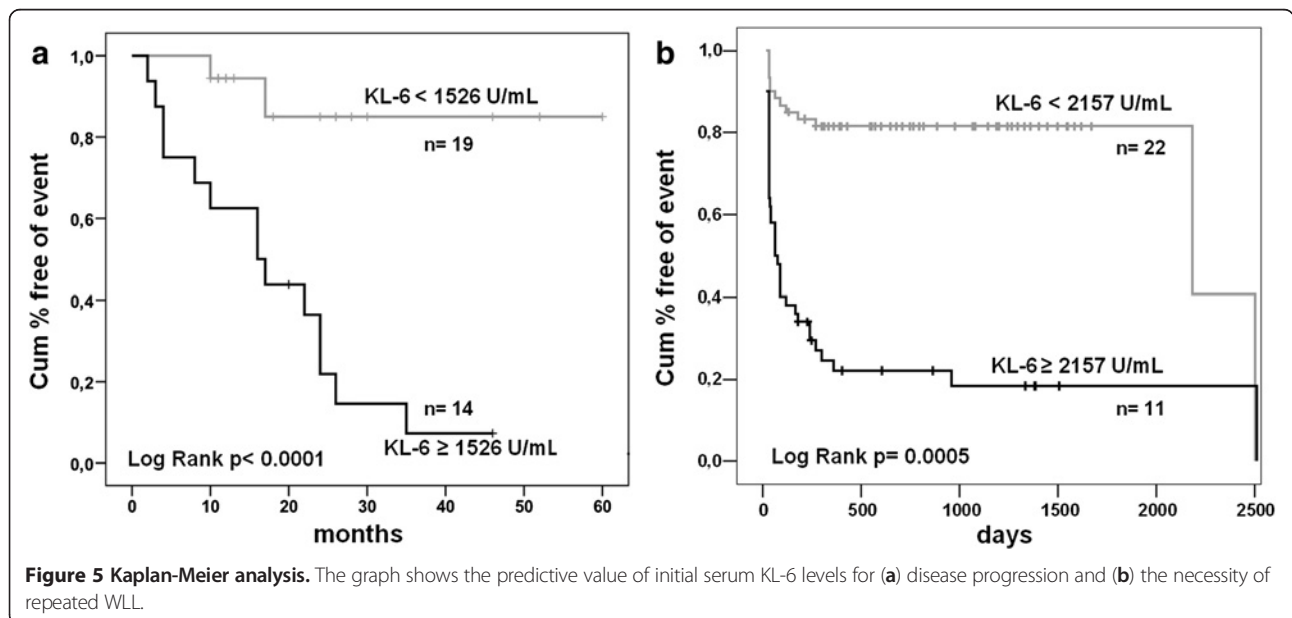 a
1,0
0,8
0,6
0,4
0,2
0,0
Cum % free of event
KL-6 < 1526 U/mL
n= 19
n= 14
KL-6 ≥ 1526 U/mL
Log Rank p< 0.0001
0 10 20 30 40 50 60
months
b
1,0
0,8
0,6
0,4
0,2
0,0
Cum % free of event
KL-6 < 2157 U/mL
n= 22
KL-6 ≥ 2157 U/mL
n= 11
Log Rank p= 0.0005
0 500 1000 1500 2000 2500
days
Figure 5 Kaplan-Meier analysis. The graph shows the predictive value of initial serum KL-6 levels for (a) disease progression and (b) the necessity of
repeated WLL.